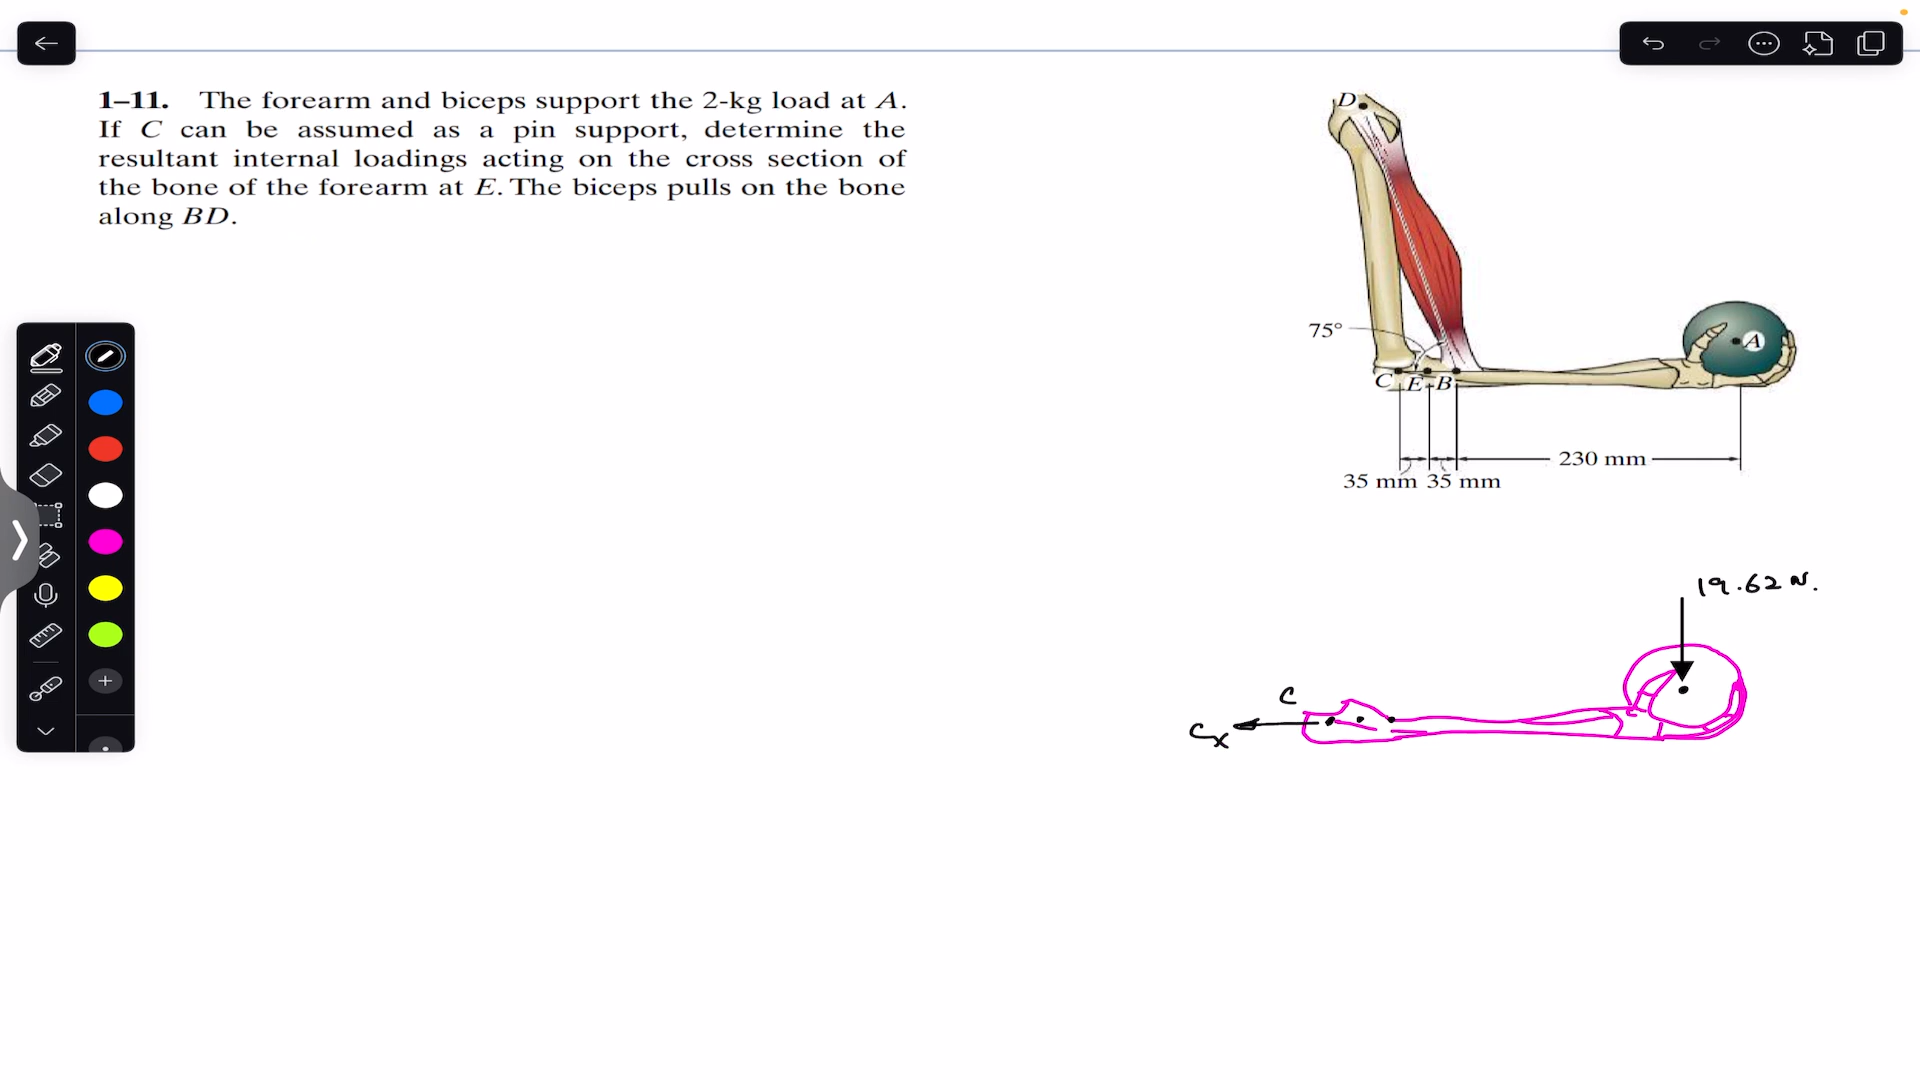 1–11. The forearm and biceps support the 2-kg load at A.
If C can be assumed as a pin support, determine the
resultant internal loadings acting on the cross section of
the bone of the forearm at E. The biceps pulls on the bone
along BD.
D
75°
A
C E B
230 mm
35 mm 35 mm
19.62 N.
C
Cx